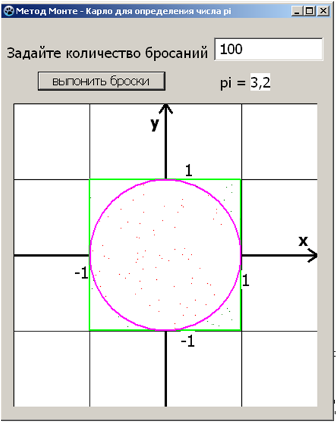 Метод Монте - Карло для определения числа pi
Задайте количество бросаний 100
выпонить броски pi = 3,2
y
1
x
-1 1
-1